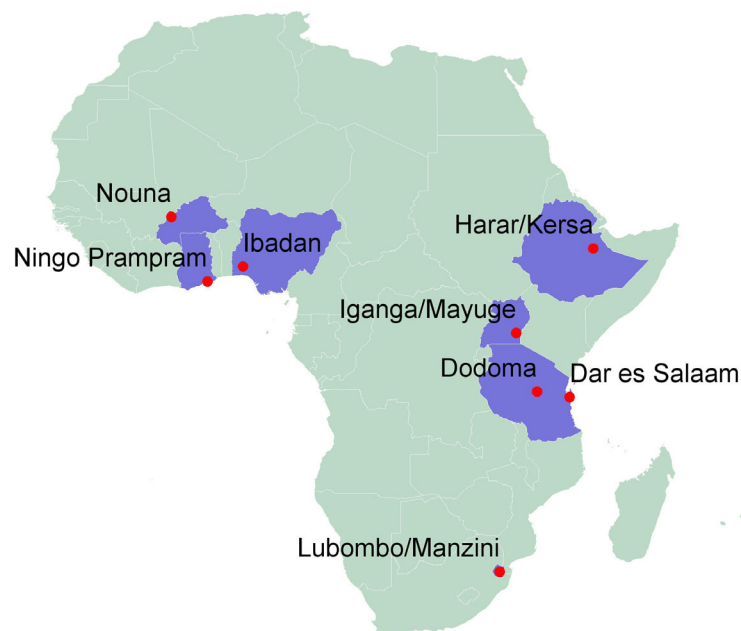 Nouna
Harar/Kersa
Ibadan
Ningo Prampram
Iganga/Mayuge
Dodoma
Dar es Salaam
Lubombo/Manzini